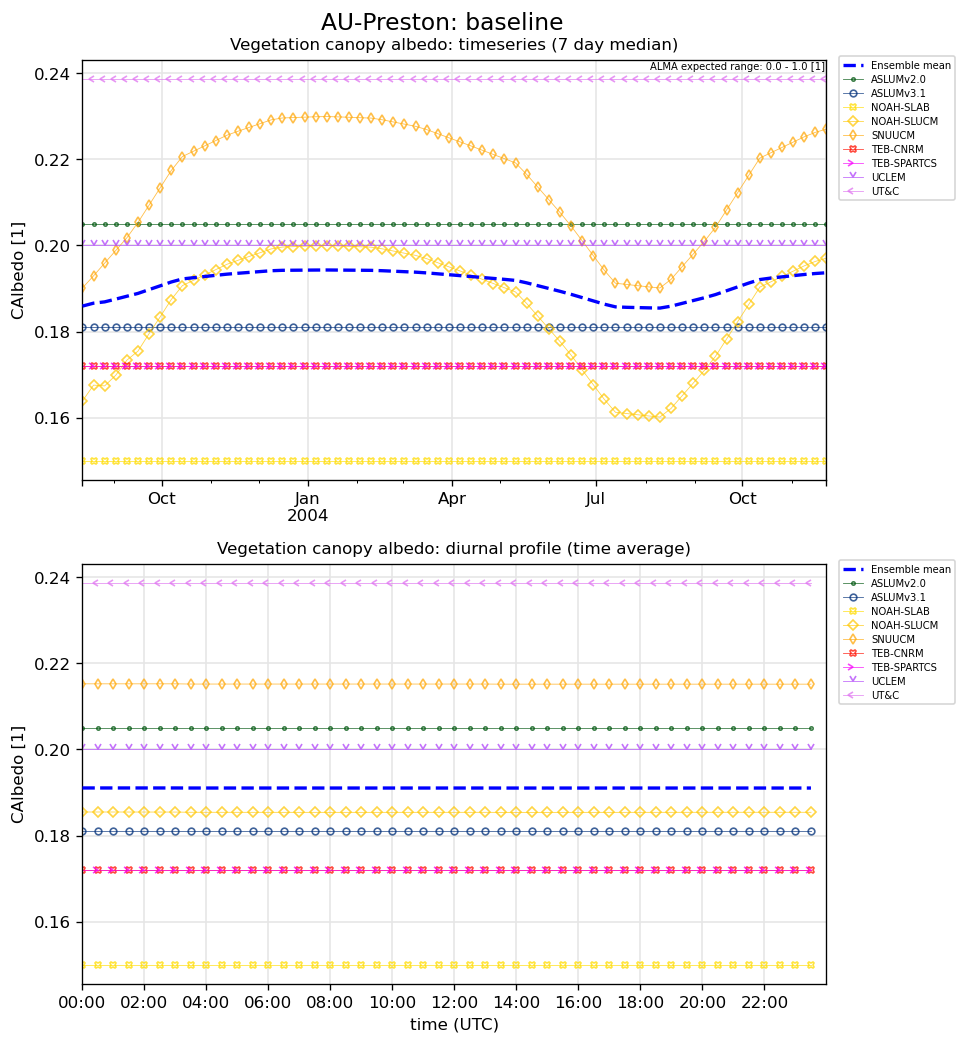 AU-Preston: baseline
Vegetation canopy albedo: timeseries (7 day median)
ALMA expected range: 0.0 - 1.0 [1]
CAlbedo [1]
0.24
0.22
0.20
0.18
0.16
Oct
Jan
2004
Apr
Jul
Oct
Ensemble mean
ASLUMv2.0
ASLUMv3.1
NOAH-SLAB
NOAH-SLUCM
SNUUCM
TEB-CNRM
TEB-SPARTCS
UCLEM
UT&C
Vegetation canopy albedo: diurnal profile (time average)
CAlbedo [1]
0.24
0.22
0.20
0.18
0.16
00:00
02:00
04:00
06:00
08:00
10:00
12:00
14:00
16:00
18:00
20:00
22:00
time (UTC)
Ensemble mean
ASLUMv2.0
ASLUMv3.1
NOAH-SLAB
NOAH-SLUCM
SNUUCM
TEB-CNRM
TEB-SPARTCS
UCLEM
UT&C